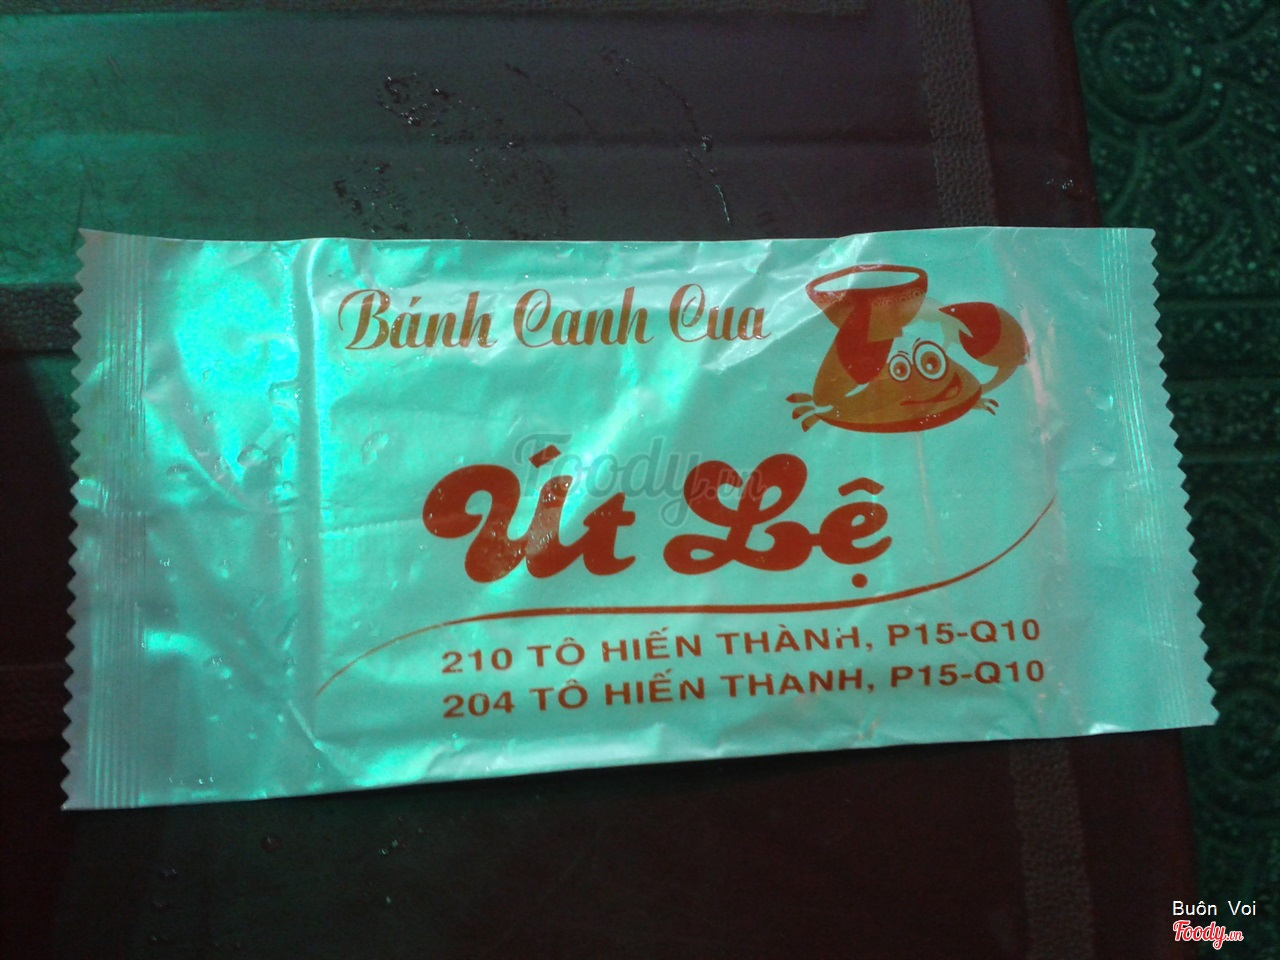 Bánh Canh Cua
Út Lệ
Foody.vn
210 TÔ HIẾN THÀNH, P15-Q10
204 TÔ HIẾN THANH, P15-Q10
Buôn Voi
Foody.vn